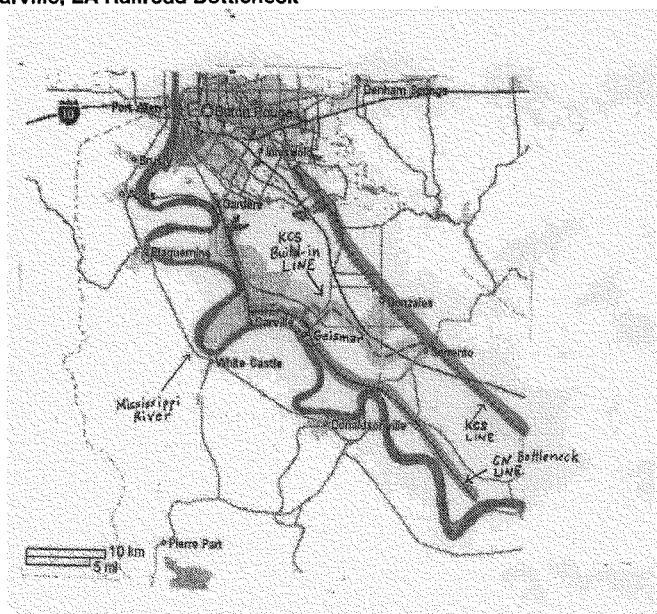 arville, LA Railroad Bottleneck
Denham Springs
Port Allen
10
Baton Rouge
Gardere
Plaquemine
KCS
Build-in
LINE
Gonzales
Geismar
Sorrento
White Castle
Mississippi
River
KCS
LINE
Donaldsonville
CN Bottleneck
LINE
Pierre Part
10 km
5 mi